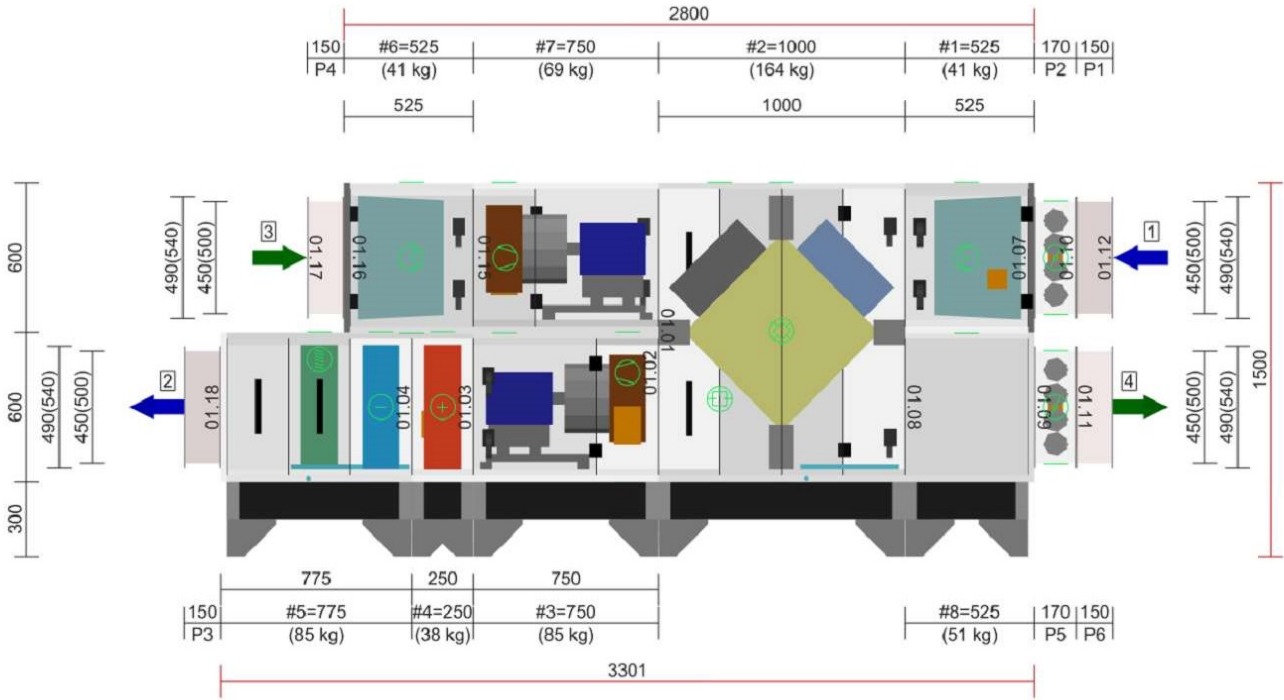 2800
150 #6=525 #7=750 #2=1000 #1=525 170 150
P4 (41 kg) (69 kg) (164 kg) (41 kg) P2 P1
525 1000 525
600 490(540) 450(500) 3 01.17 01.16 01.15 01.07 01.10 01.12 1 450(500) 490(540)
01.01
1500
600 490(540) 450(500) 2 01.18 01.04 01.03 01.02 01.08 01.09 01.11 4 450(500) 490(540)
300
775 250 750
150 #5=775 #4=250 #3=750 #8=525 170 150
P3 (85 kg) (38 kg) (85 kg) (51 kg) P5 P6
3301